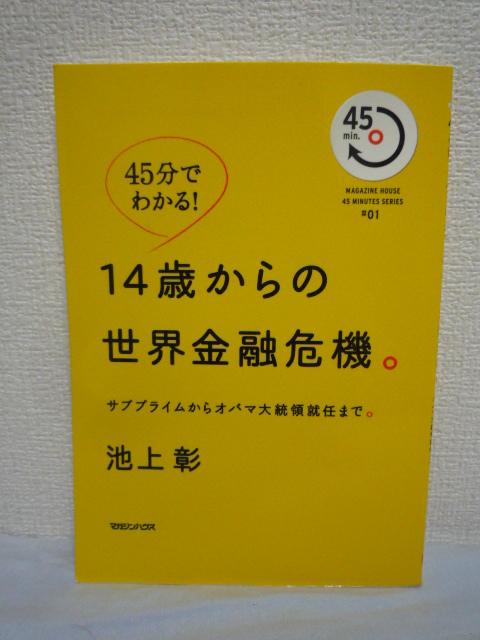 45
min.
MAGAZINE HOUSE
45 MINUTES SERIES
#01
45分で
わかる!
14歳からの
世界金融危機。
サブプライムからオバマ大統領就任まで。
池上 彰
マガジンハウス